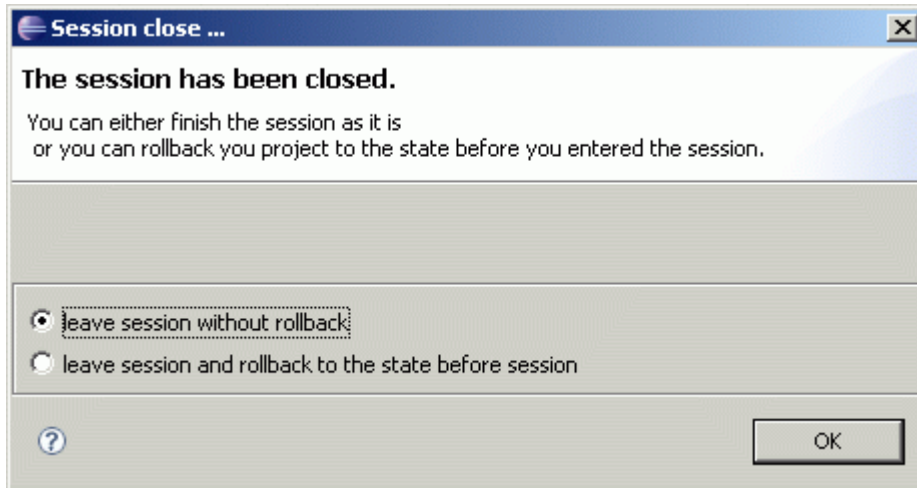 Session close ...
The session has been closed.
You can either finish the session as it is
or you can rollback you project to the state before you entered the session.
leave session without rollback
leave session and rollback to the state before session
OK